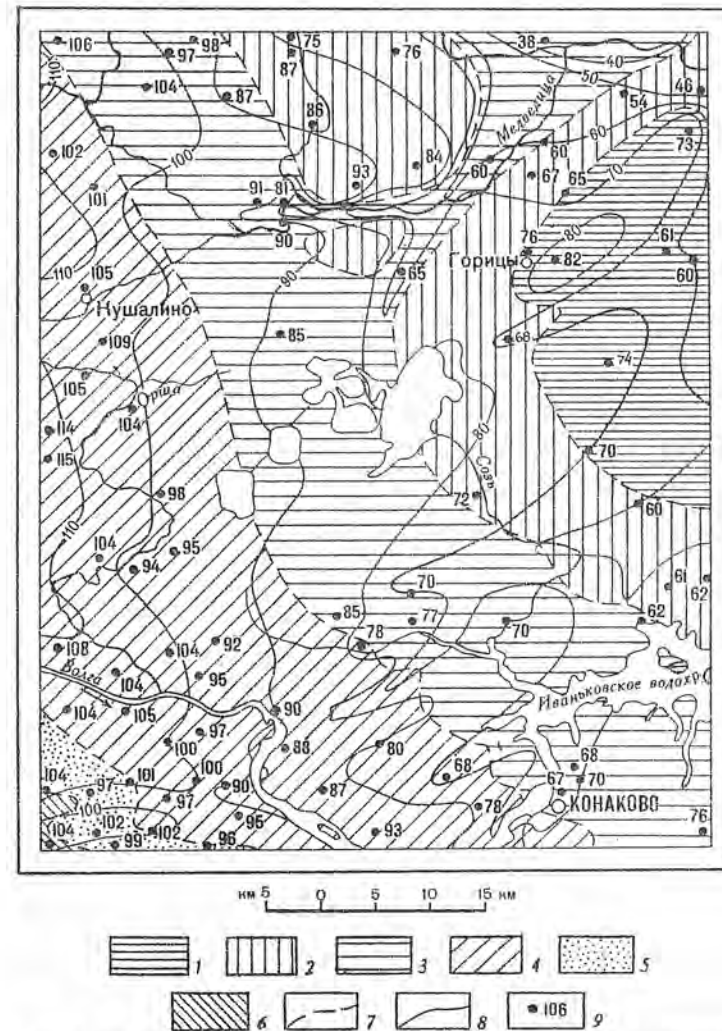 106 98 75 38
97 87 76 40
110 104 50
87 86 54 46
Медведица
60 60 73
102 100 84 67 70
101 91 81 93 60 65
90
110 76 61
105 65 Горицы 82 80 60
Кушалино 90
109 85 68
105 74
Орша
104
114
115 80 70
98 Созь
110 72 60
104 95
94 70 61 62
85 77 70 62
108 104 92 78
Волга 104 95
104 105 90 Иваньковское водохр.
97
100 88 80 68
104 97 101 100 90 68 67 70
100 97 87 78 КОНАКОВО
102 95
104 99 102 96 93 76
км 5 0 5 10 15 км
1 2 3 4 5
6 7 8 106 9